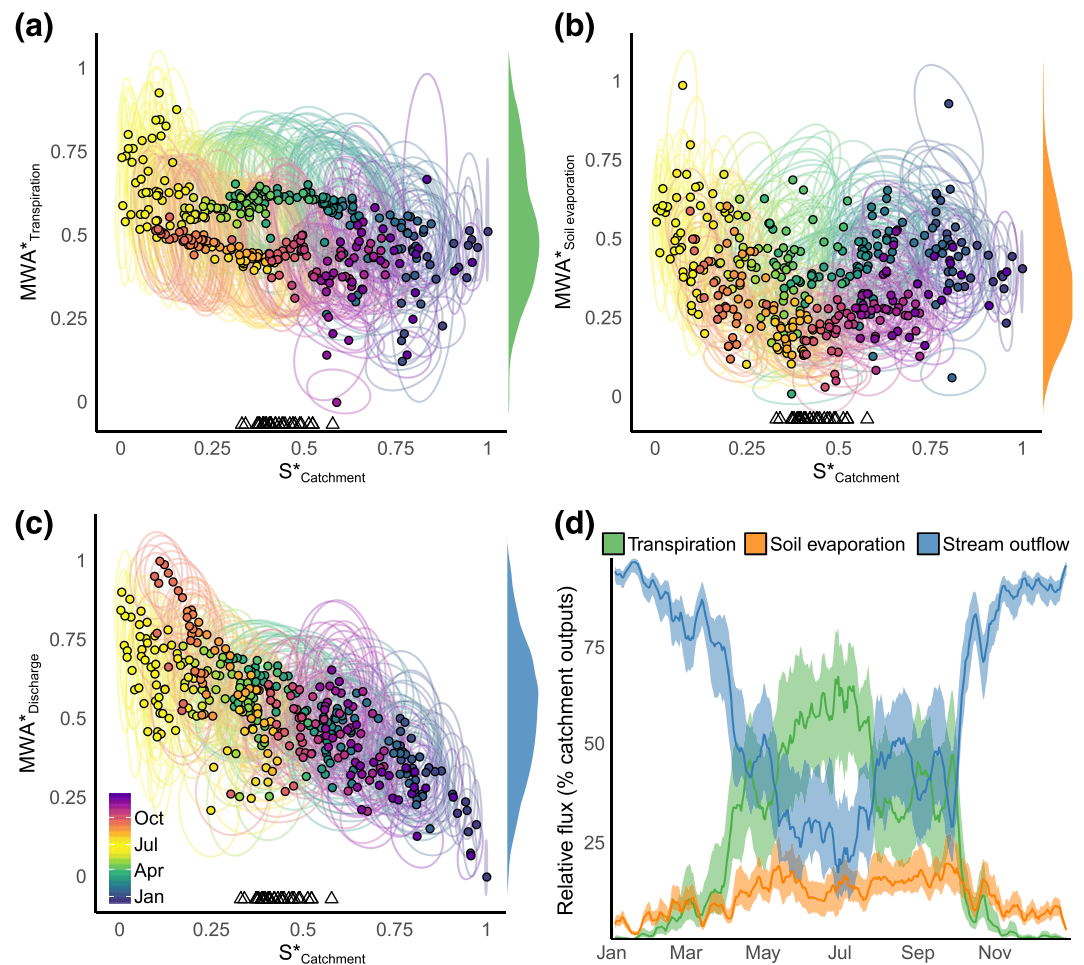 (a)
MWA*Transpiration
1
0.75
0.5
0.25
0
0 0.25 0.5 0.75 1
S*Catchment
(b)
MWA*Soil evaporation
1
0.75
0.5
0.25
0
0 0.25 0.5 0.75 1
S*Catchment
(c)
MWA*Discharge
1
0.75
0.5
0.25
0
Oct
Jul
Apr
Jan
0 0.25 0.5 0.75 1
S*Catchment
(d)
Transpiration Soil evaporation Stream outflow
Relative flux (% catchment outputs)
75
50
25
Jan Mar May Jul Sep Nov